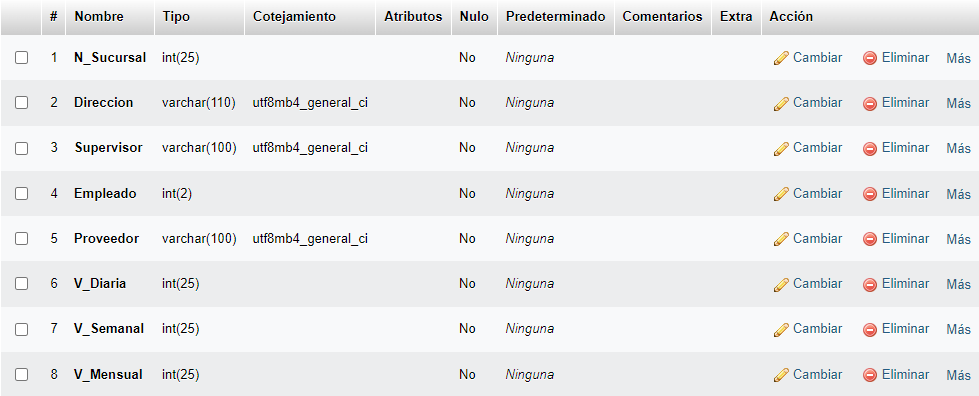 # Nombre Tipo Cotejamiento Atributos Nulo Predeterminado Comentarios Extra Acción
1 N_Sucursal int(25) No Ninguna Cambiar Eliminar Más
2 Direccion varchar(110) utf8mb4_general_ci No Ninguna Cambiar Eliminar Más
3 Supervisor varchar(100) utf8mb4_general_ci No Ninguna Cambiar Eliminar Más
4 Empleado int(2) No Ninguna Cambiar Eliminar Más
5 Proveedor varchar(100) utf8mb4_general_ci No Ninguna Cambiar Eliminar Más
6 V_Diaria int(25) No Ninguna Cambiar Eliminar Más
7 V_Semanal int(25) No Ninguna Cambiar Eliminar Más
8 V_Mensual int(25) No Ninguna Cambiar Eliminar Más